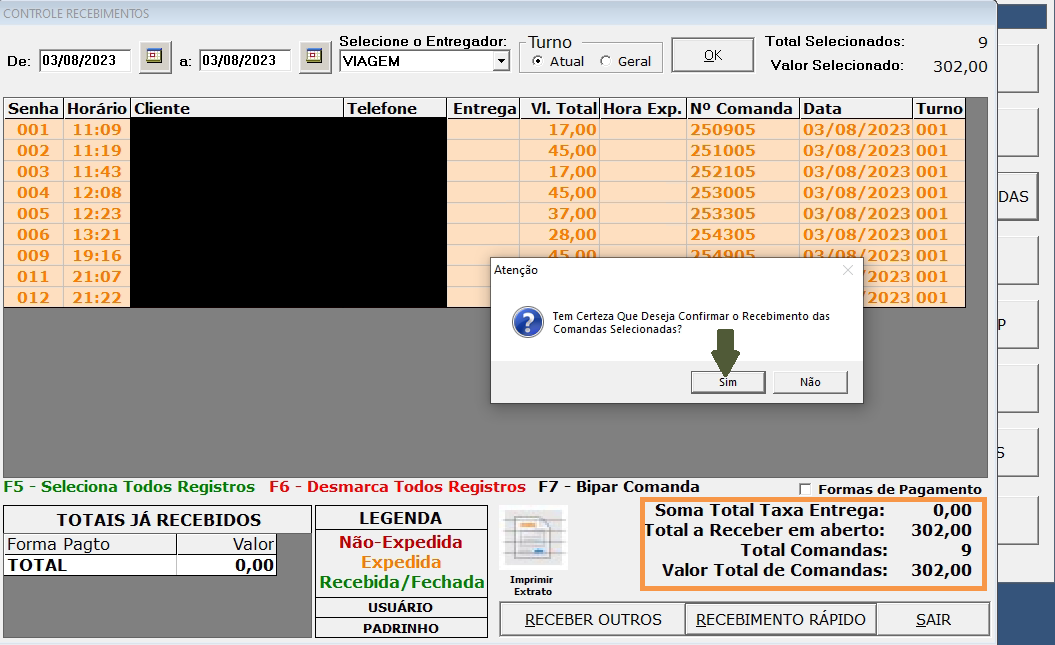 CONTROLE RECEBIMENTOS
De: 03/08/2023 a: 03/08/2023
Selecione o Entregador:
VIAGEM
Turno
Atual Geral
OK
Total Selecionados: 9
Valor Selecionado: 302,00
Senha Horário Cliente Telefone Entrega Vl. Total Hora Exp. Nº Comanda Data Turno
001 11:09 17,00 250905 03/08/2023 001
002 11:19 45,00 251005 03/08/2023 001
003 11:43 17,00 252105 03/08/2023 001
004 12:08 45,00 253005 03/08/2023 001
005 12:23 37,00 253305 03/08/2023 001
006 13:21 28,00 254305 03/08/2023 001
009 19:16 45,00 254905 03/08/2023 001
011 21:07 /2023 001
012 21:22 /2023 001
Atenção
Tem Certeza Que Deseja Confirmar o Recebimento das
Comandas Selecionadas?
Sim Não
DAS
P
S
F5 - Seleciona Todos Registros F6 - Desmarca Todos Registros F7 - Bipar Comanda
Formas de Pagamento
TOTAIS JÁ RECEBIDOS
Forma Pagto Valor
TOTAL 0,00
LEGENDA
Não-Expedida
Expedida
Recebida/Fechada
USUÁRIO
PADRINHO
Imprimir
Extrato
Soma Total Taxa Entrega: 0,00
Total a Receber em aberto: 302,00
Total Comandas: 9
Valor Total de Comandas: 302,00
RECEBER OUTROS RECEBIMENTO RÁPIDO SAIR